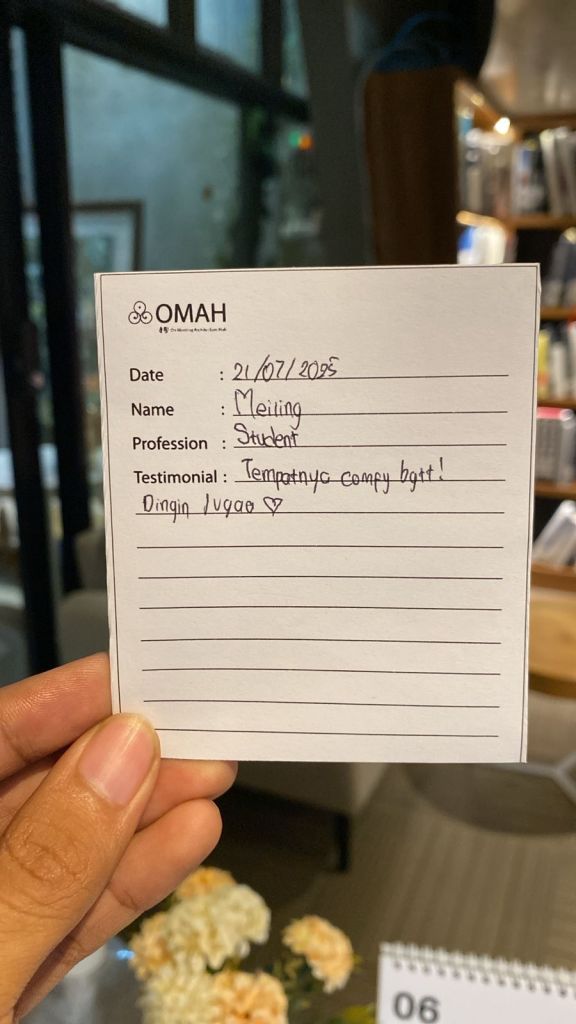 OMAH
Date : 21/07/2025
Name : Meiling
Profession : Student
Testimonial : Tempatnya comfy bgtt!
Dingin jugaa ♡
06